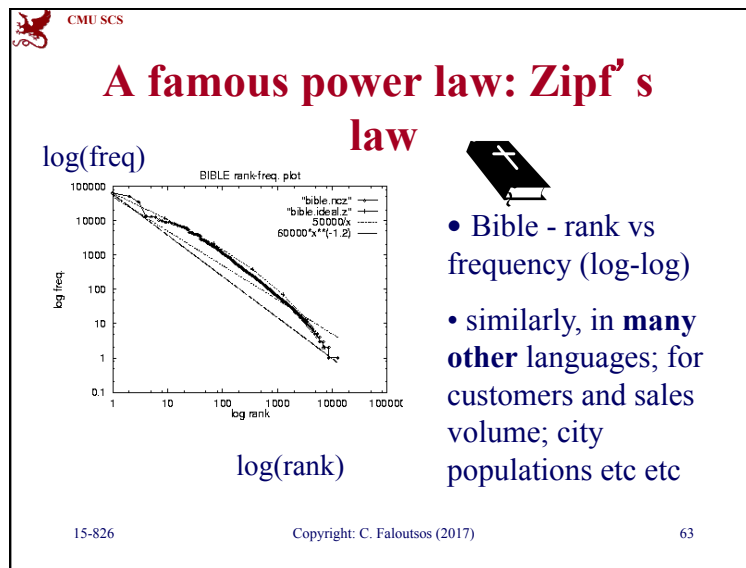 CMU SCS
A famous power law: Zipf’s
law
log(freq)
BIBLE rank-freq. plot
"bible.ncz"
"bible.ideal.z"
50000/x
60000*x**(-1.2)
100000
10000
1000
100
10
1
0.1
log freq.
1 10 100 1000 10000 100000
log rank
log(rank)
• Bible - rank vs
frequency (log-log)
• similarly, in many
other languages; for
customers and sales
volume; city
populations etc etc
15-826 Copyright: C. Faloutsos (2017) 63